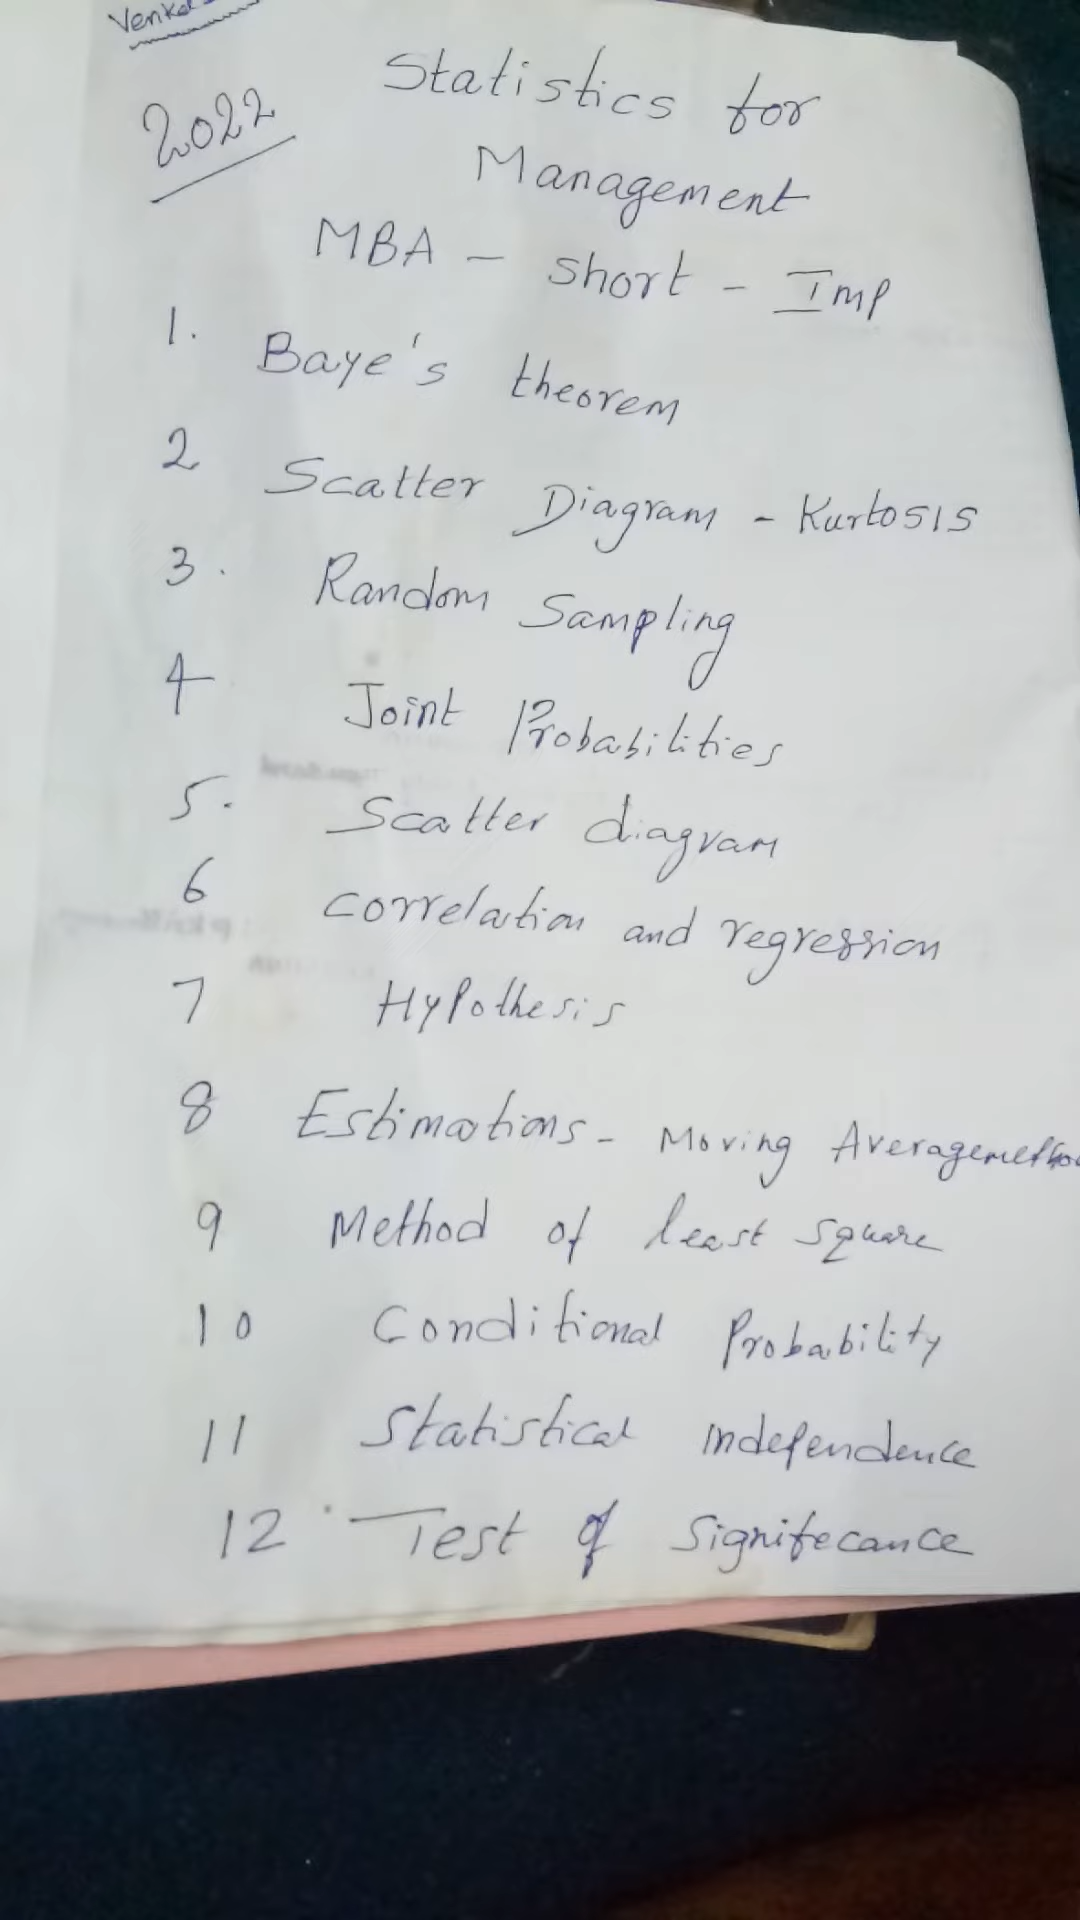 2022
Statistics for
Management
MBA - short - Imp
1. Baye's theorem
2 Scatter Diagram - Kurtosis
3. Random Sampling
4 Joint Probabilities
5. Scatter diagram
6 correlation and regression
7 Hypothesis
8 Estimations - Moving Average
9 Method of least square
10 Conditional Probability
11 Statistical independence
12. Test of Signifecance